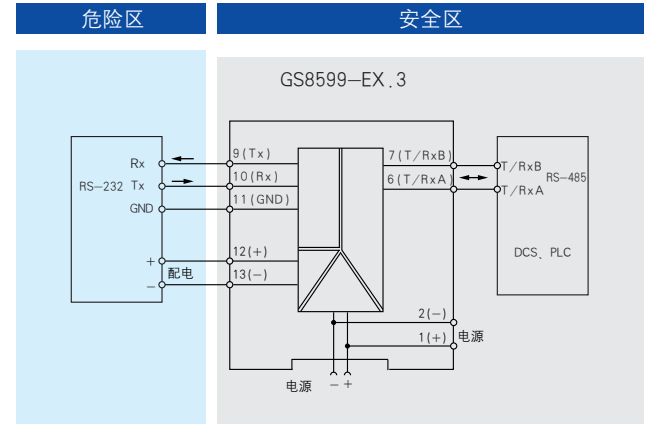 危险区
安全区
GS8599-EX.3
9(Tx)
7(T/RxB)
Rx
T/RxB
10(Rx)
6(T/RxA)
RS-485
RS-232
Tx
T/RxA
11(GND)
GND
12(+)
DCS、PLC
+
配电
13(-)
-
2(-)
1(+)
电源
电源
- +